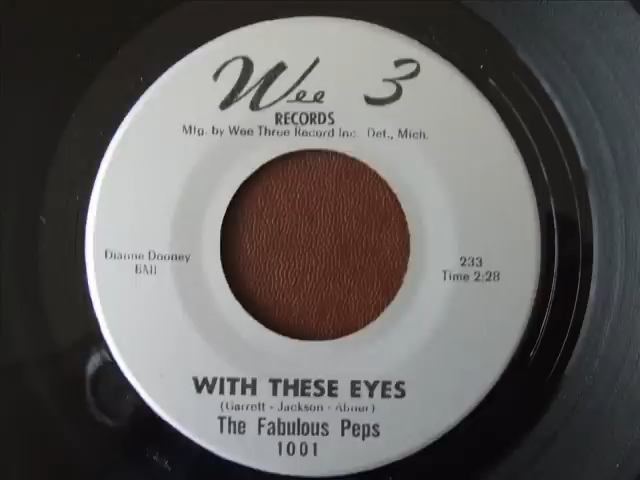 Wee 3
RECORDS
Mfg. by Wee Three Record Inc. Det., Mich.
Dianne Dooney
BMI
233
Time 2:28
WITH THESE EYES
(Garrett - Jackson - Abner)
The Fabulous Peps
1001